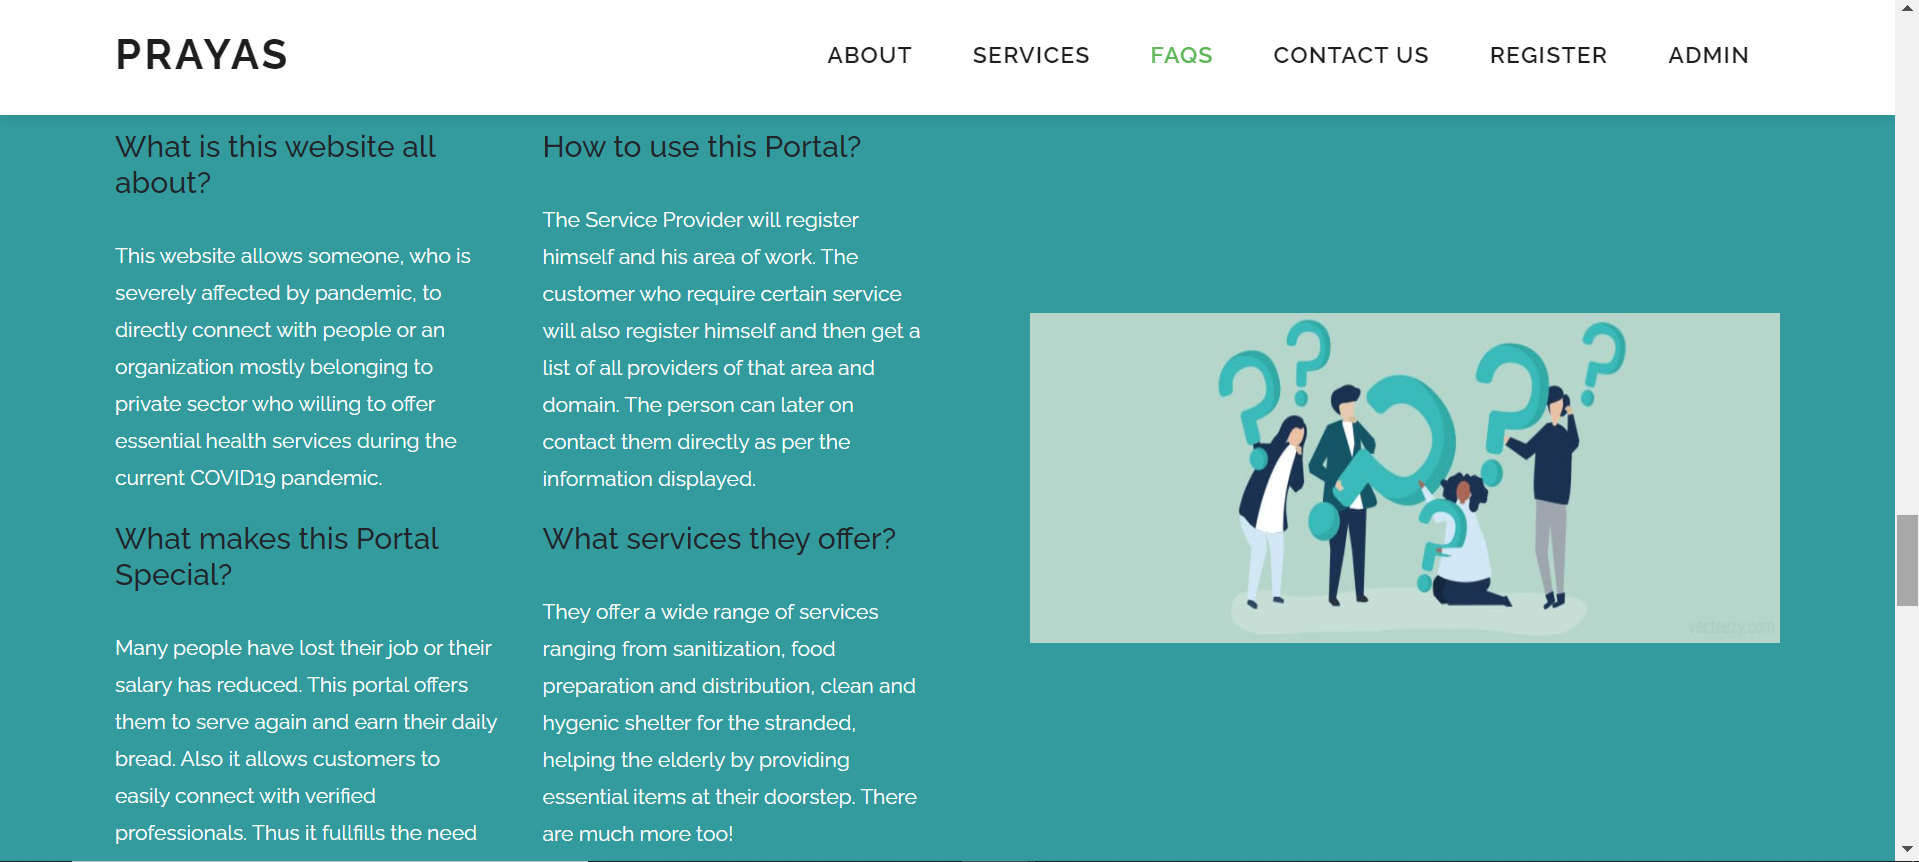 PRAYAS
ABOUT
SERVICES
FAQS
CONTACT US
REGISTER
ADMIN
What is this website all
about?
This website allows someone, who is
severely affected by pandemic, to
directly connect with people or an
organization mostly belonging to
private sector who willing to offer
essential health services during the
current COVID19 pandemic.
What makes this Portal
Special?
Many people have lost their job or their
salary has reduced. This portal offers
them to serve again and earn their daily
bread. Also it allows customers to
easily connect with verified
professionals. Thus it fullfills the need
How to use this Portal?
The Service Provider will register
himself and his area of work. The
customer who require certain service
will also register himself and then get a
list of all providers of that area and
domain. The person can later on
contact them directly as per the
information displayed.
What services they offer?
They offer a wide range of services
ranging from sanitization, food
preparation and distribution, clean and
hygenic shelter for the stranded,
helping the elderly by providing
essential items at their doorstep. There
are much more too!
vecteezy.com